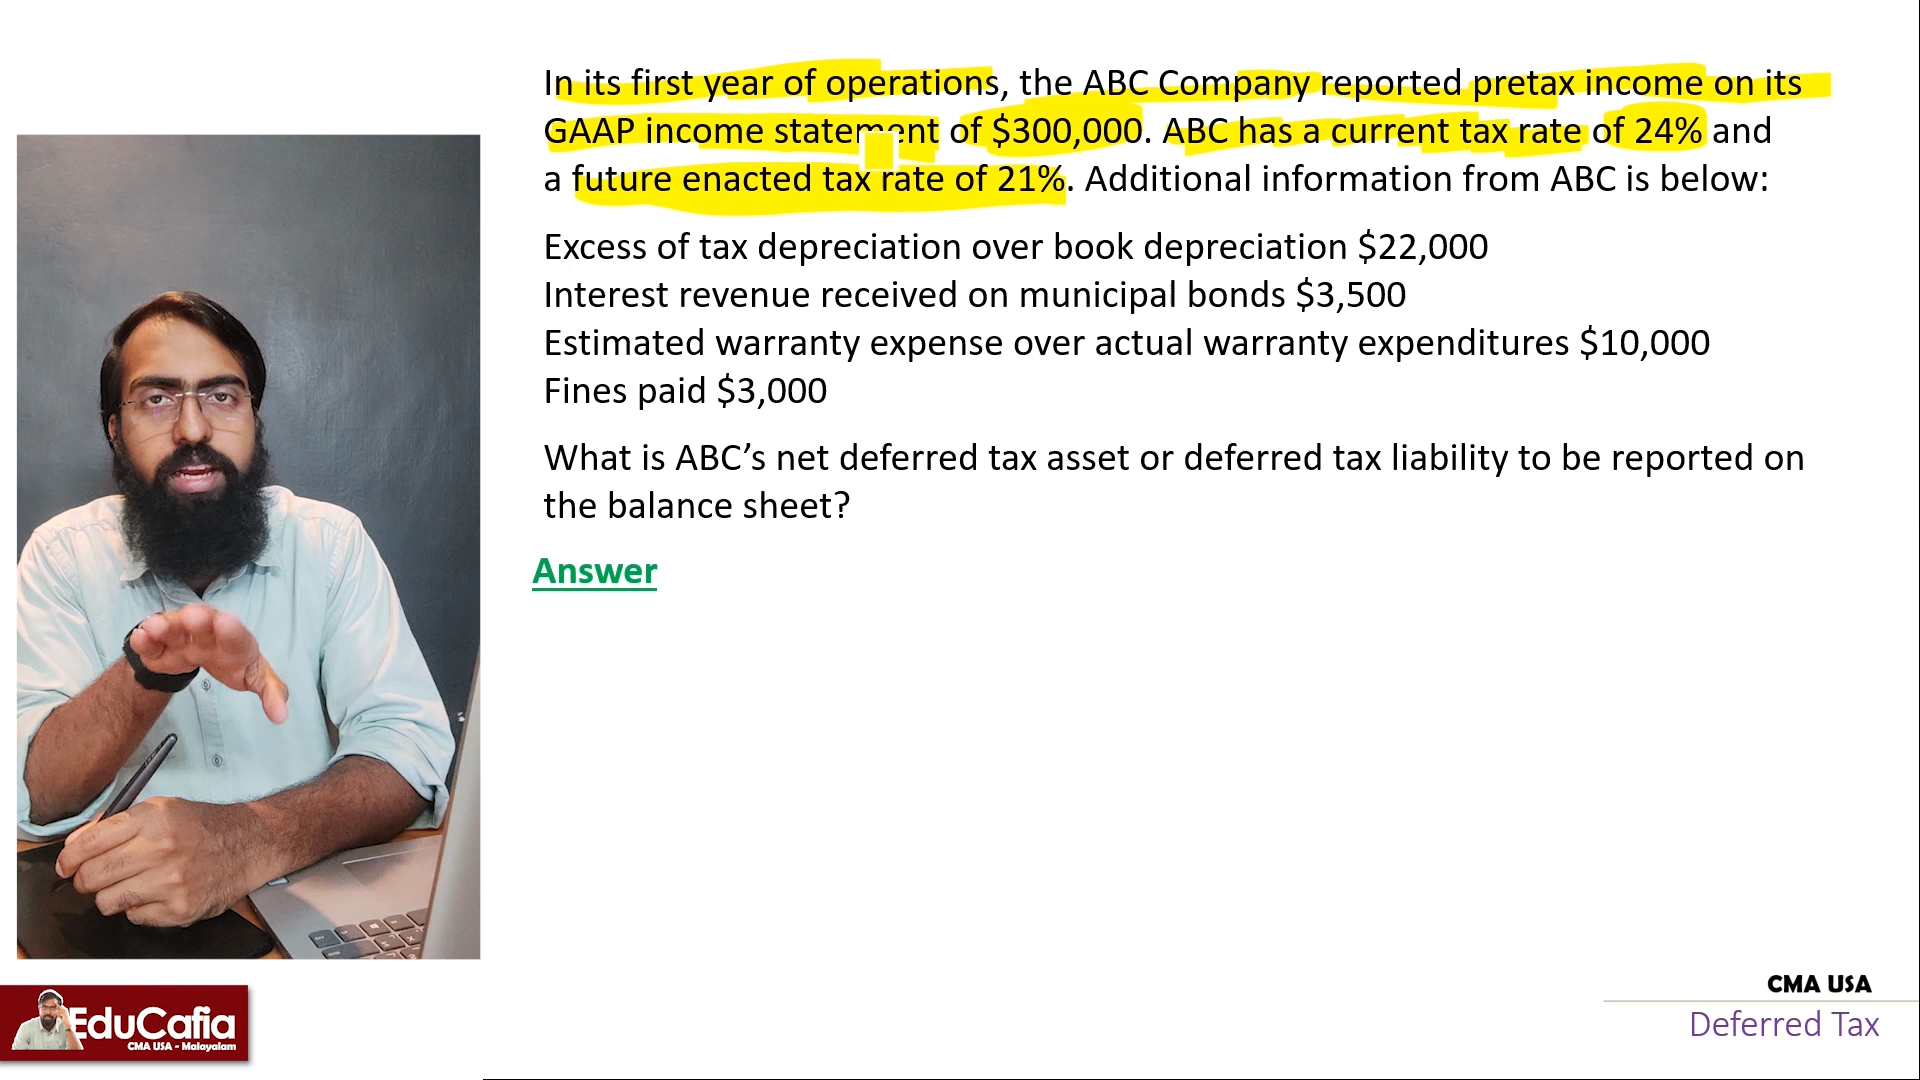 In its first year of operations, the ABC Company reported pretax income on its
GAAP income statement of $300,000. ABC has a current tax rate of 24% and
a future enacted tax rate of 21%. Additional information from ABC is below:
Excess of tax depreciation over book depreciation $22,000
Interest revenue received on municipal bonds $3,500
Estimated warranty expense over actual warranty expenditures $10,000
Fines paid $3,000
What is ABC’s net deferred tax asset or deferred tax liability to be reported on
the balance sheet?
Answer
EduCafia
CMA USA - Malayalam
CMA USA
Deferred Tax